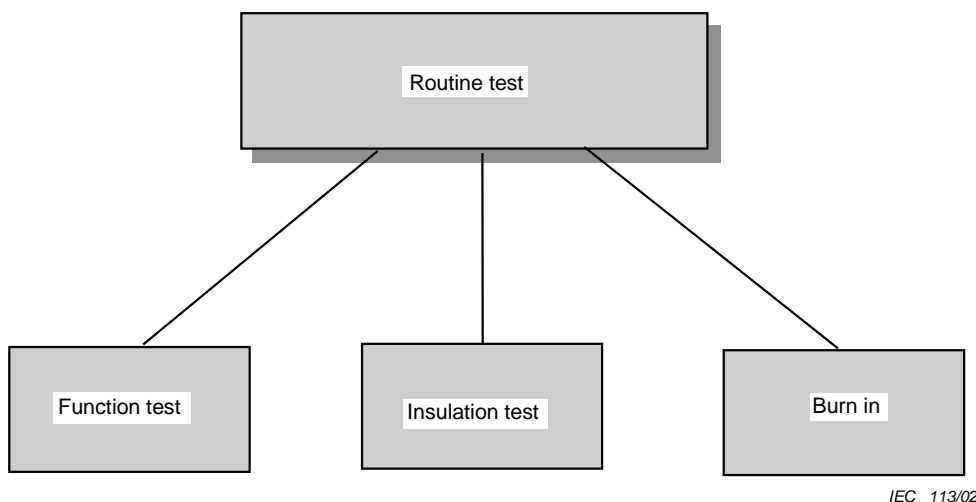 Routine test
Function test
Insulation test
Burn in
IEC 113/02